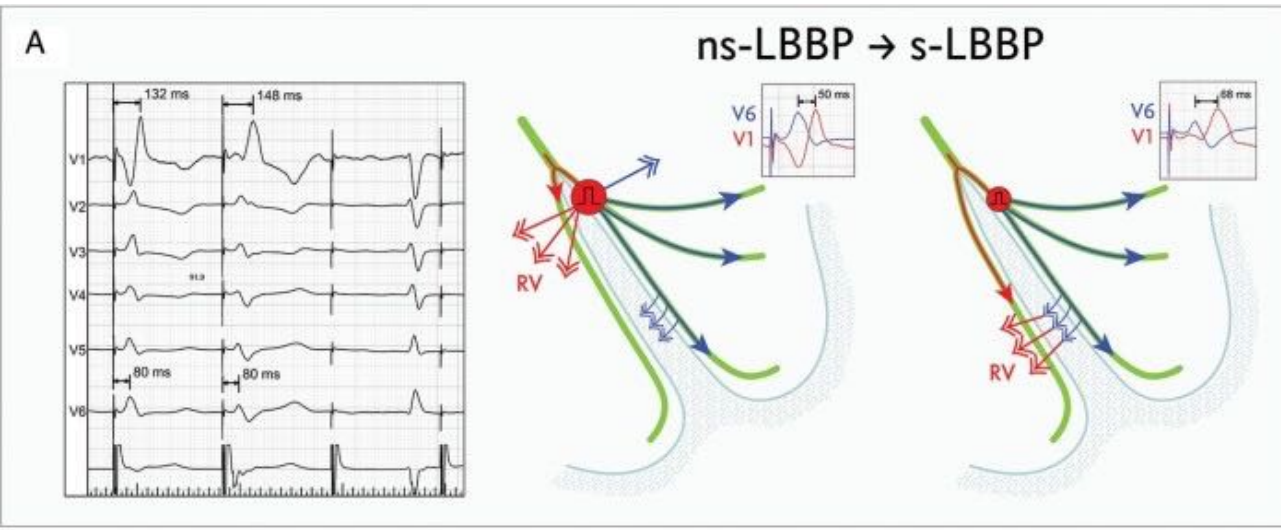 A
ns-LBBP → s-LBBP
132 ms
148 ms
V1
V2
V3
V4
V5
80 ms
80 ms
V6
V6
V1
50 ms
RV
V6
V1
68 ms
RV